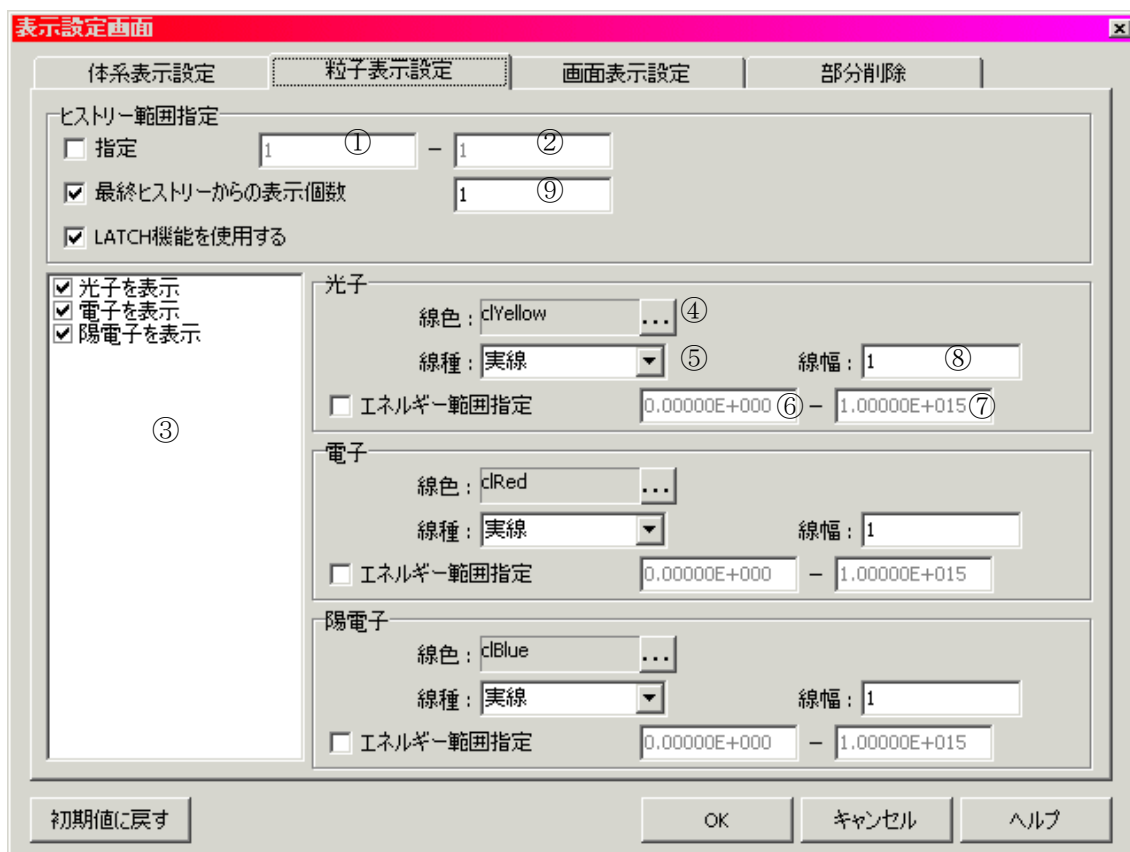 表示設定画面
体系表示設定 粒子表示設定 画面表示設定 部分削除
ヒストリー範囲指定
指定 1 ① − 1 ②
最終ヒストリーからの表示個数 1 ⑨
LATCH機能を使用する
光子を表示
電子を表示
陽電子を表示
③
光子
線色: clYellow ... ④
線種: 実線 ⑤ 線幅: 1 ⑧
エネルギー範囲指定 0.00000E+000 ⑥ − 1.00000E+015 ⑦
電子
線色: clRed ...
線種: 実線 線幅: 1
エネルギー範囲指定 0.00000E+000 − 1.00000E+015
陽電子
線色: clBlue ...
線種: 実線 線幅: 1
エネルギー範囲指定 0.00000E+000 − 1.00000E+015
初期値に戻す OK キャンセル ヘルプ